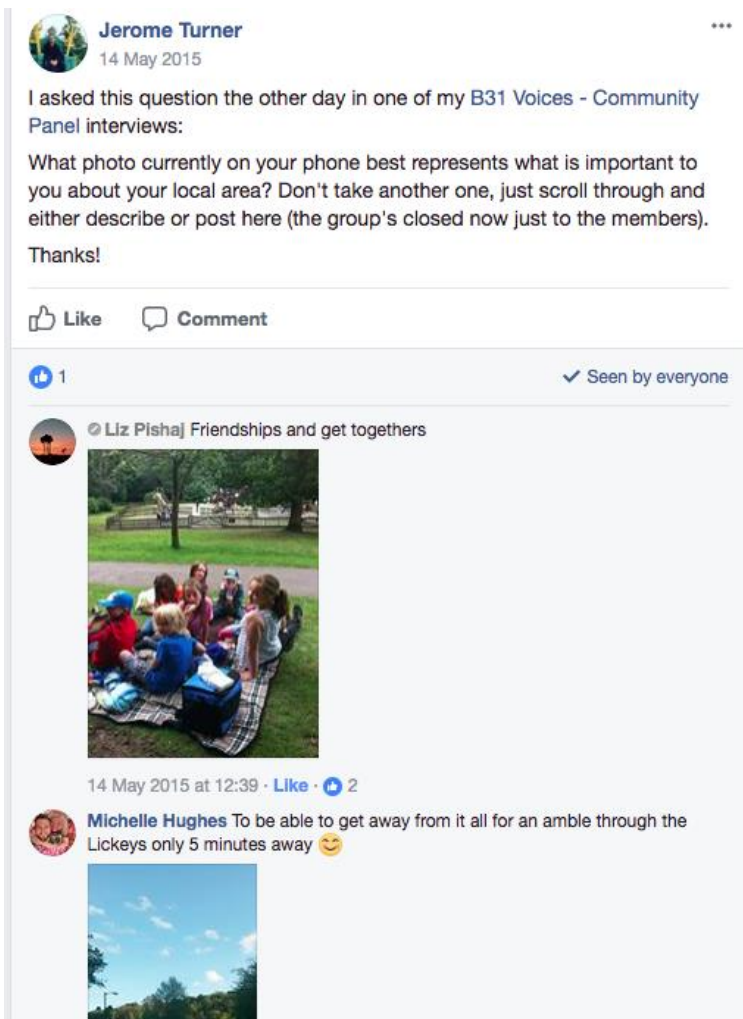 Jerome Turner
14 May 2015
I asked this question the other day in one of my B31 Voices - Community
Panel interviews:
What photo currently on your phone best represents what is important to
you about your local area? Don't take another one, just scroll through and
either describe or post here (the group's closed now just to the members).
Thanks!
Like Comment
1 Seen by everyone
Liz Pishaj Friendships and get togethers
14 May 2015 at 12:39 · Like · 2
Michelle Hughes To be able to get away from it all for an amble through the
Lickeys only 5 minutes away 😊